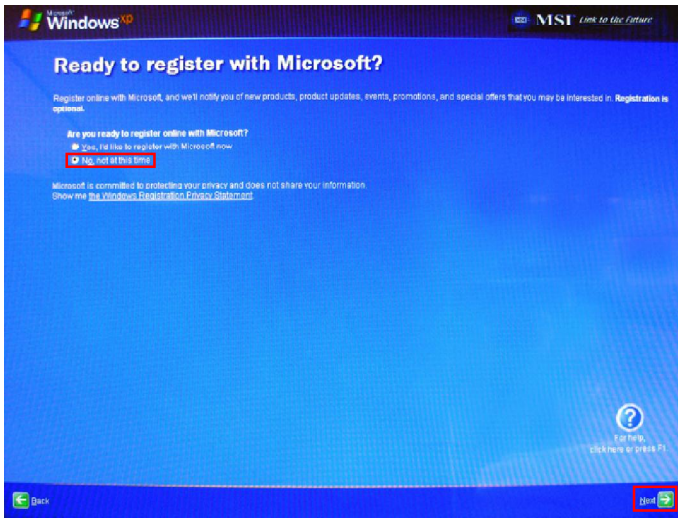 Microsoft
Windows xp
MSI Link to the Future
Ready to register with Microsoft?
Register online with Microsoft, and we'll notify you of new products, product updates, events, promotions, and special offers that you may be interested in. Registration is
optional.
Are you ready to register online with Microsoft?
Yes, I'd like to register with Microsoft now
No, not at this time
Microsoft is committed to protecting your privacy and does not share your information.
Show me the Windows Registration Privacy Statement.
For help,
click here or press F1
Back
Next